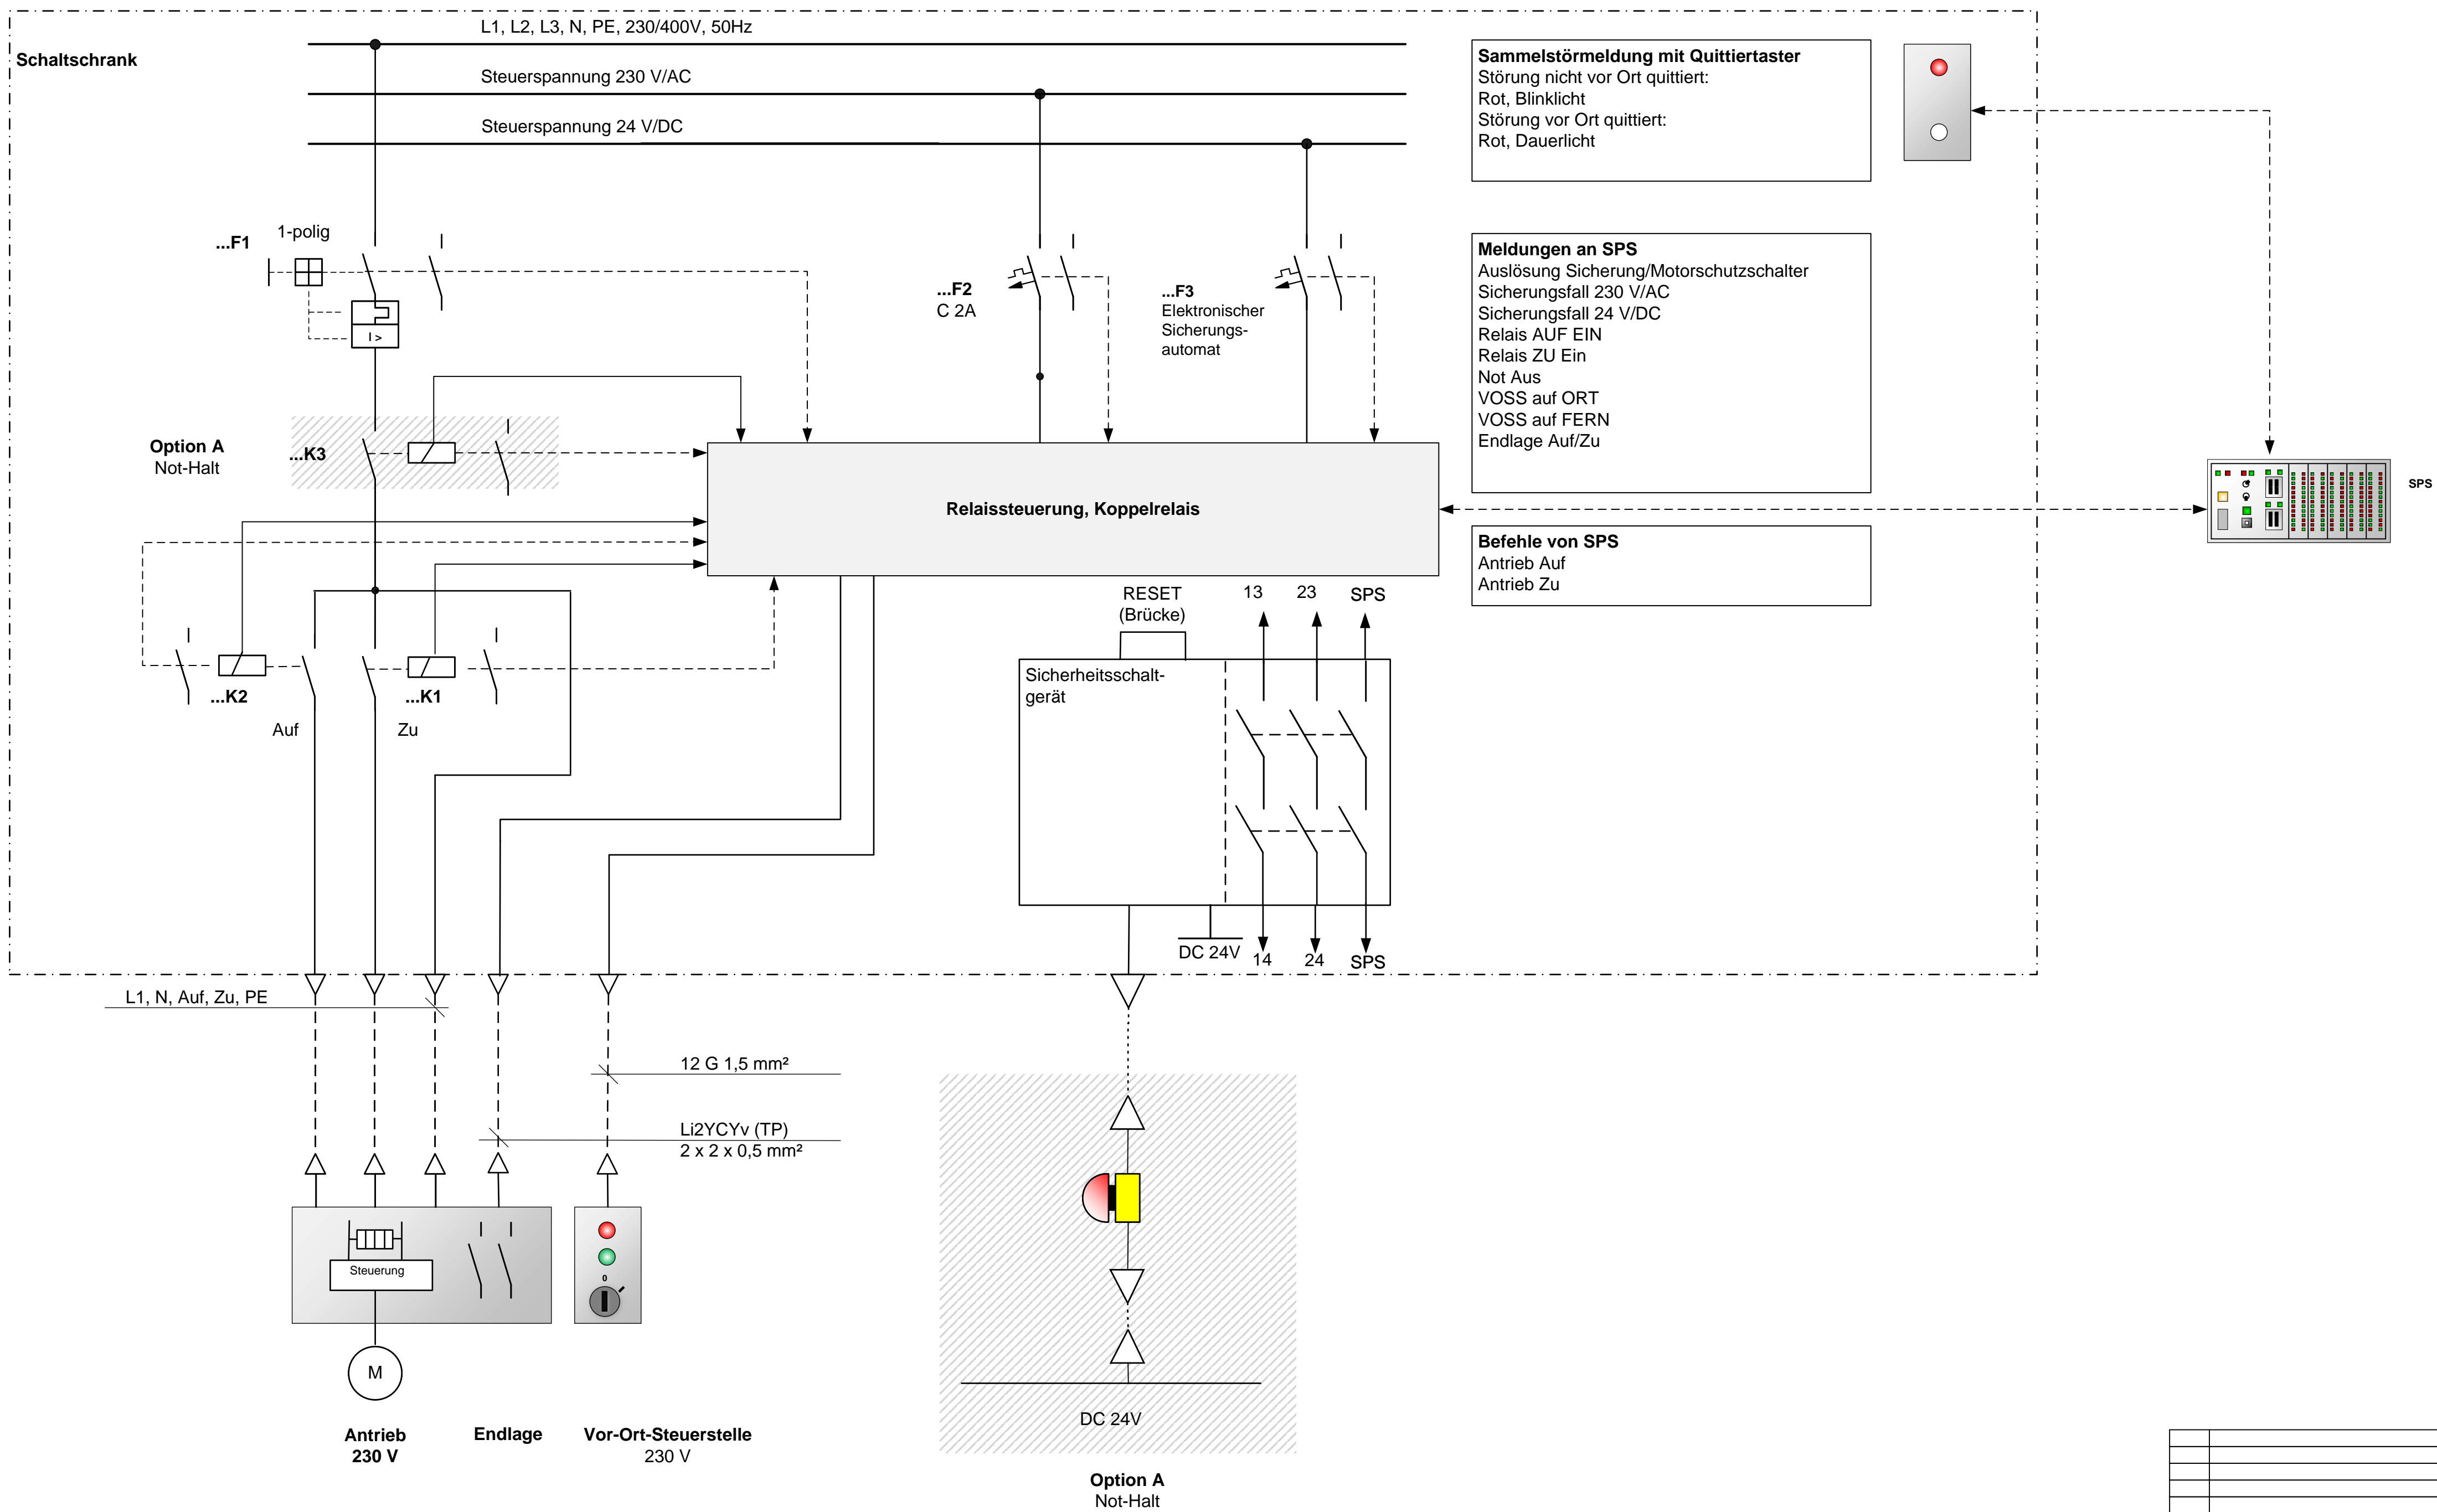 L1, L2, L3, N, PE, 230/400V, 50Hz
Schaltschrank
Steuerspannung 230 V/AC
Steuerspannung 24 V/DC
Sammelstörmeldung mit Quittiertaster
Störung nicht vor Ort quittiert:
Rot, Blinklicht
Störung vor Ort quittiert:
Rot, Dauerlicht
...F1
1-polig
I >
...F2
C 2A
...F3
Elektronischer
Sicherungs-
automat
Meldungen an SPS
Auslösung Sicherung/Motorschutzschalter
Sicherungsfall 230 V/AC
Sicherungsfall 24 V/DC
Relais AUF EIN
Relais ZU Ein
Not Aus
VOSS auf ORT
VOSS auf FERN
Endlage Auf/Zu
Option A
Not-Halt
...K3
Relaissteuerung, Koppelrelais
SPS
Befehle von SPS
Antrieb Auf
Antrieb Zu
RESET
(Brücke)
13
23
SPS
Sicherheitsschalt-
gerät
...K2
...K1
Auf
Zu
DC 24V
14
24
SPS
L1, N, Auf, Zu, PE
12 G 1,5 mm²
Li2YCYv (TP)
2 x 2 x 0,5 mm²
Steuerung
0
M
DC 24V
Antrieb
230 V
Endlage
Vor-Ort-Steuerstelle
230 V
Option A
Not-Halt